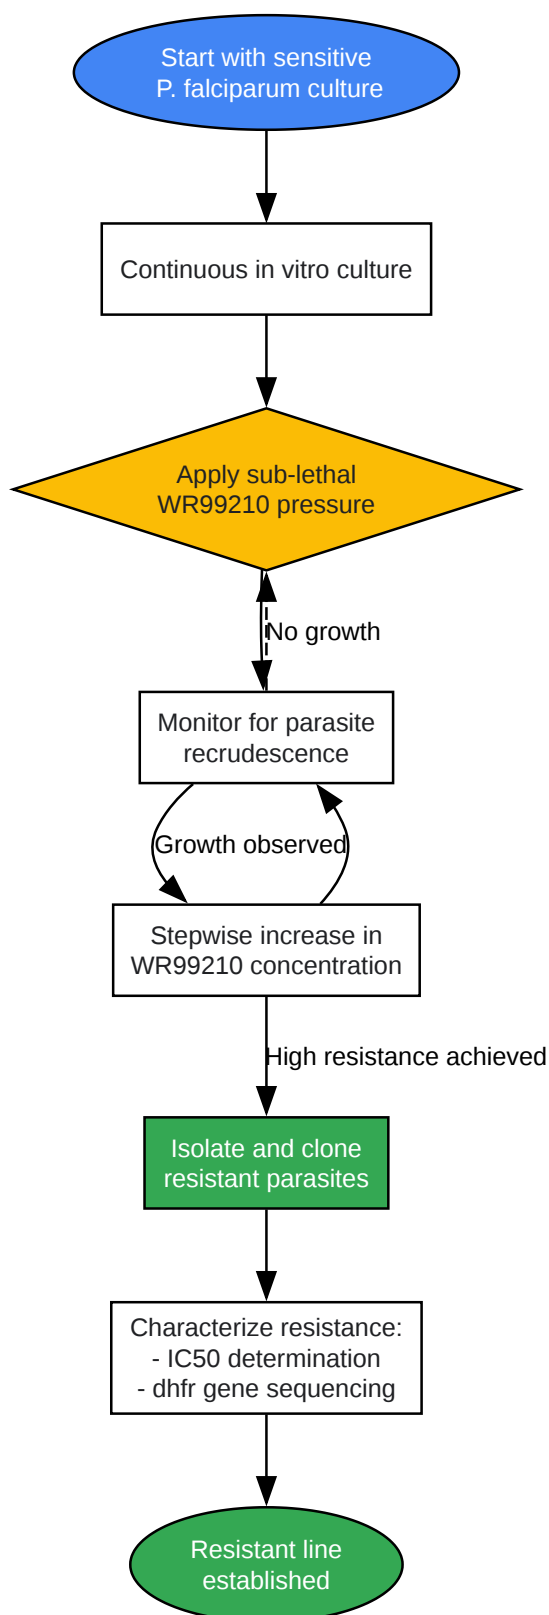 Start with sensitive
P. falciparum culture
Continuous in vitro culture
Apply sub-lethal
WR99210 pressure
No growth
Monitor for parasite
recrudescence
Growth observed
Stepwise increase in
WR99210 concentration
High resistance achieved
Isolate and clone
resistant parasites
Characterize resistance:
- IC50 determination
- dhfr gene sequencing
Resistant line
established